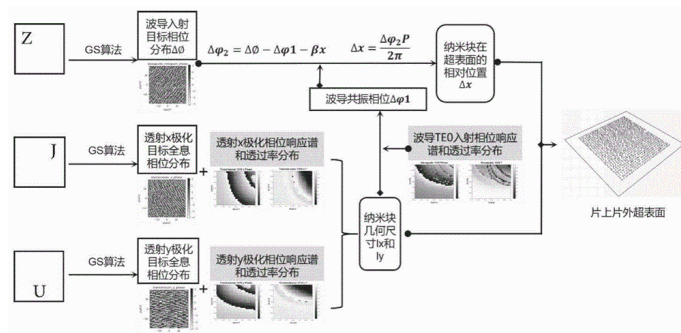 Z
GS算法
波导入射
目标相位
分布Δ∅
Δφ₂ = Δ∅ − Δφ1 − βx
Δx = Δφ₂P / 2π
纳米块在
超表面的
相对位置
Δx
波导共振相位Δφ1
J
GS算法
透射x极化
目标全息
相位分布
+
透射x极化相位响应谱
和透过率分布
波导TE0入射相位响应
谱和透过率分布
纳米块
几何尺
寸lx和
ly
片上片外超表面
U
GS算法
透射y极化
目标全息
相位分布
+
透射y极化相位响应谱
和透过率分布